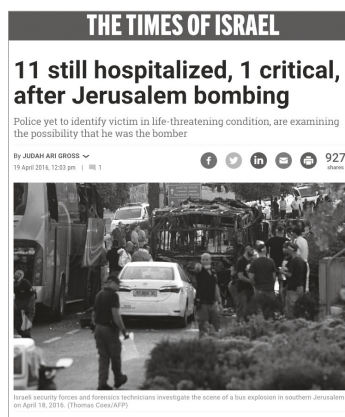 THE TIMES OF ISRAEL
11 still hospitalized, 1 critical,
after Jerusalem bombing
Police yet to identify victim in life-threatening condition, are examining
the possibility that he was the bomber
By JUDAH ARI GROSS
927
19 April 2016, 12:03 pm | 1
shares
Israeli security forces and forensics technicians investigate the scene of a bus explosion in southern Jerusalem
on April 18, 2016. (Thomas Coex/AFP)